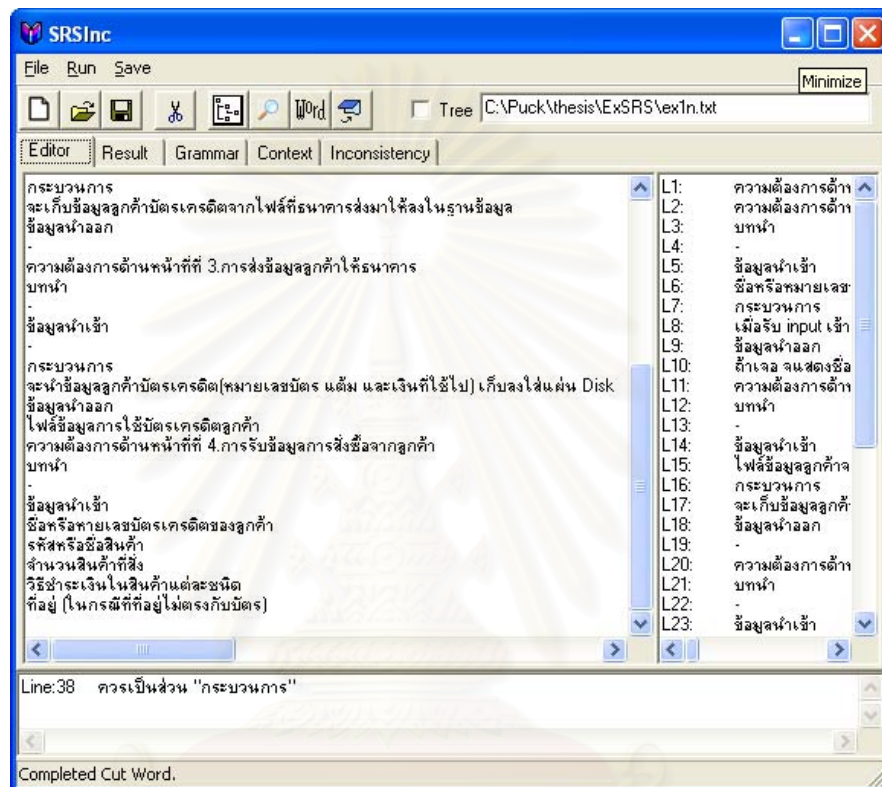 SRSInc
File Run Save
Minimize
Word
Tree C:\Puck\thesis\ExSRS\ex1n.txt
Editor Result Grammar Context Inconsistency
กระบวนการ
จะเก็บข้อมูลลูกค้าบัตรเครดิตจากไฟล์ที่ธนาคารส่งมาให้ลงในฐานข้อมูล
ข้อมูลนำออก
-
ความต้องการด้านหน้าที่ที่ 3.การส่งข้อมูลลูกค้าให้ธนาคาร
บทนำ
-
ข้อมูลนำเข้า
-
กระบวนการ
จะนำข้อมูลลูกค้าบัตรเครดิต(หมายเลขบัตร แต้ม และเงินที่ใช้ไป) เก็บลงใส่แผ่น Disk
ข้อมูลนำออก
ไฟล์ข้อมูลการใช้บัตรเครดิตลูกค้า
ความต้องการด้านหน้าที่ที่ 4.การรับข้อมูลการสั่งซื้อจากลูกค้า
บทนำ
-
ข้อมูลนำเข้า
ชื่อหรือหายเลขบัตรเครดิตของลูกค้า
รหัสหรือชื่อสินค้า
จำนวนสินค้าที่สั่ง
วิธีชำระเงินในสินค้าแต่ละชนิด
ที่อยู่ (ในกรณีที่ที่อยู่ไม่ตรงกับบัตร)
L1: ความต้องการด้าน
L2: ความต้องการด้าน
L3: บทนำ
L4: -
L5: ข้อมูลนำเข้า
L6: ชื่อหรือหมายเลข
L7: กระบวนการ
L8: เมื่อรับ input เข้า
L9: ข้อมูลนำออก
L10: ถ้าเจอ จะแสดงชื่อ
L11: ความต้องการด้าน
L12: บทนำ
L13: -
L14: ข้อมูลนำเข้า
L15: ไฟล์ข้อมูลลูกค้าจ
L16: กระบวนการ
L17: จะเก็บข้อมูลลูกค้
L18: ข้อมูลนำออก
L19: -
L20: ความต้องการด้าน
L21: บทนำ
L22: -
L23: ข้อมูลนำเข้า
Line:38 ควรเป็นส่วน "กระบวนการ"
Completed Cut Word.